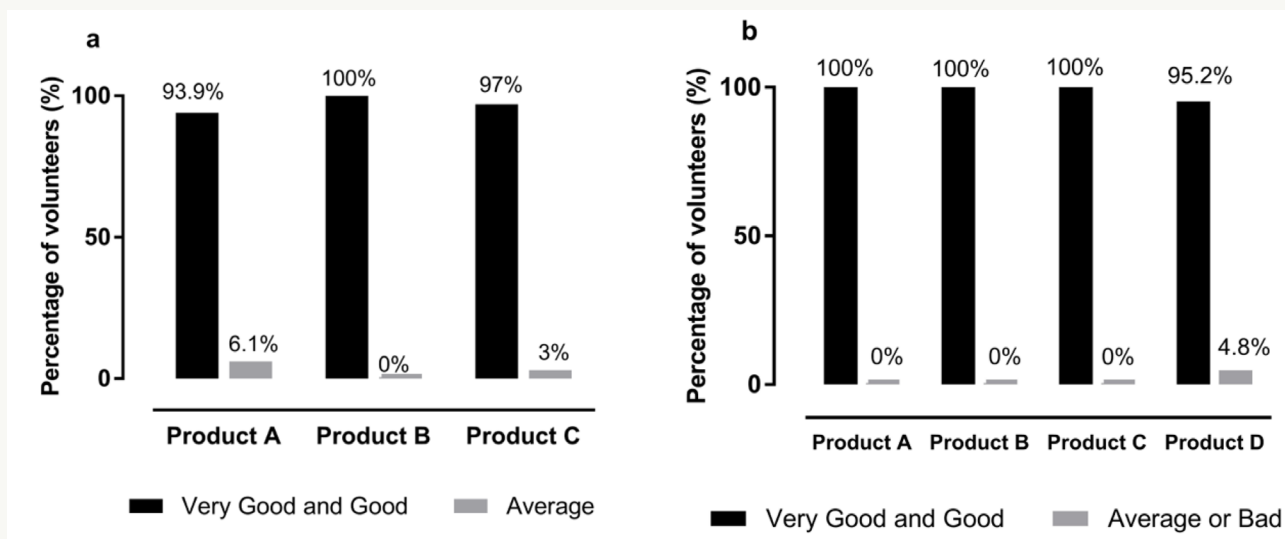 a
Percentage of volunteers (%)
100
50
0
93.9%
6.1%
100%
0%
97%
3%
Product A
Product B
Product C
Very Good and Good
Average
b
Percentage of volunteers (%)
100
50
0
100%
0%
100%
0%
100%
0%
95.2%
4.8%
Product A
Product B
Product C
Product D
Very Good and Good
Average or Bad